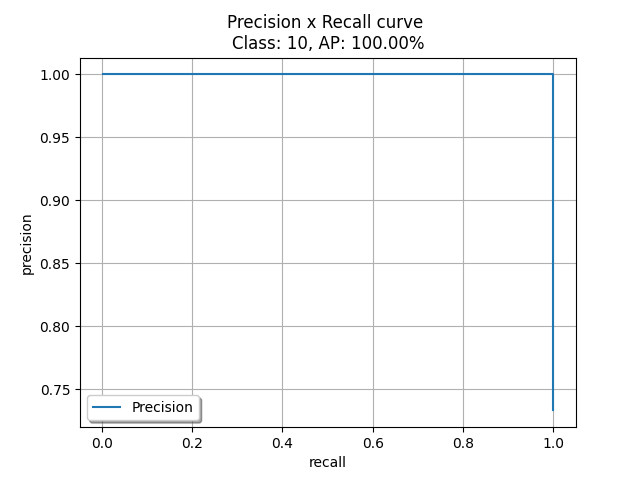 Precision x Recall curve
Class: 10, AP: 100.00%
1.00
0.95
0.90
0.85
0.80
0.75
precision
Precision
0.0 0.2 0.4 0.6 0.8 1.0
recall